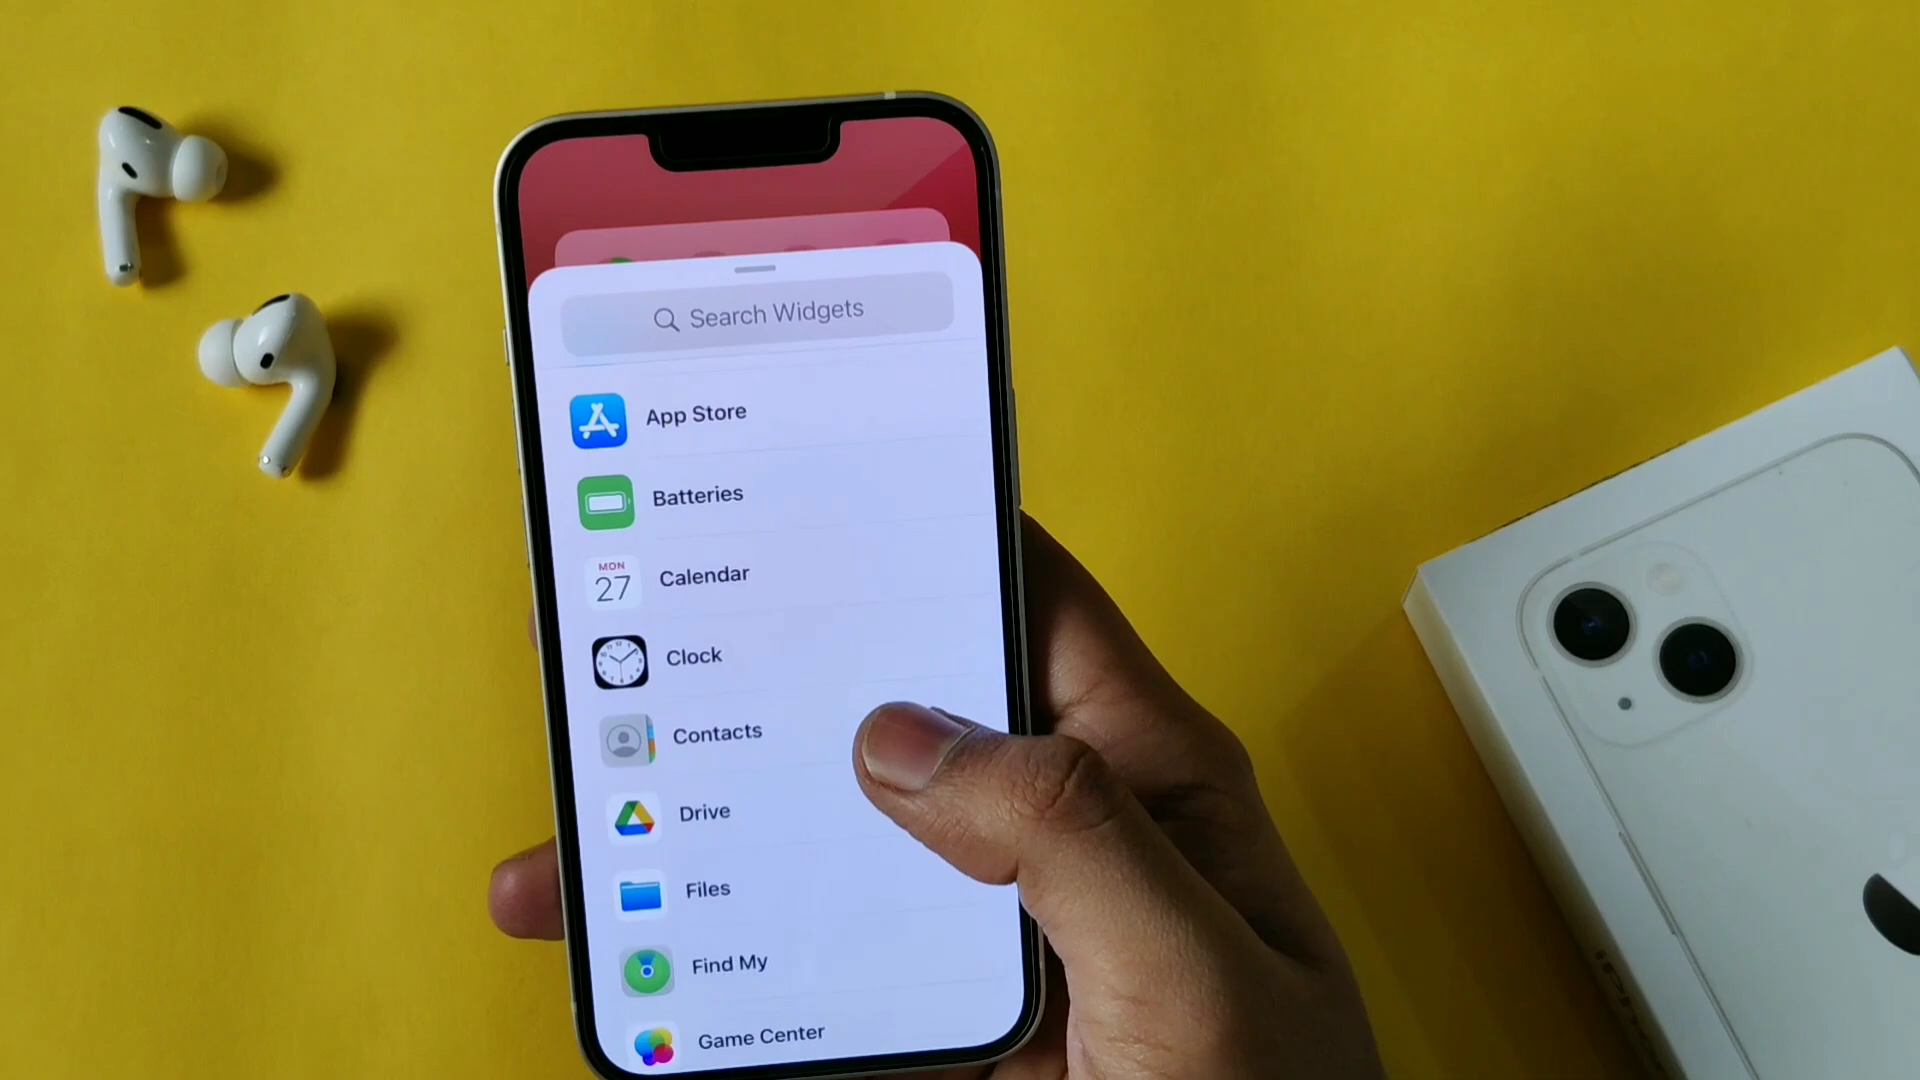 Search Widgets
App Store
Batteries
MON
27
Calendar
Clock
Contacts
Drive
Files
Find My
Game Center